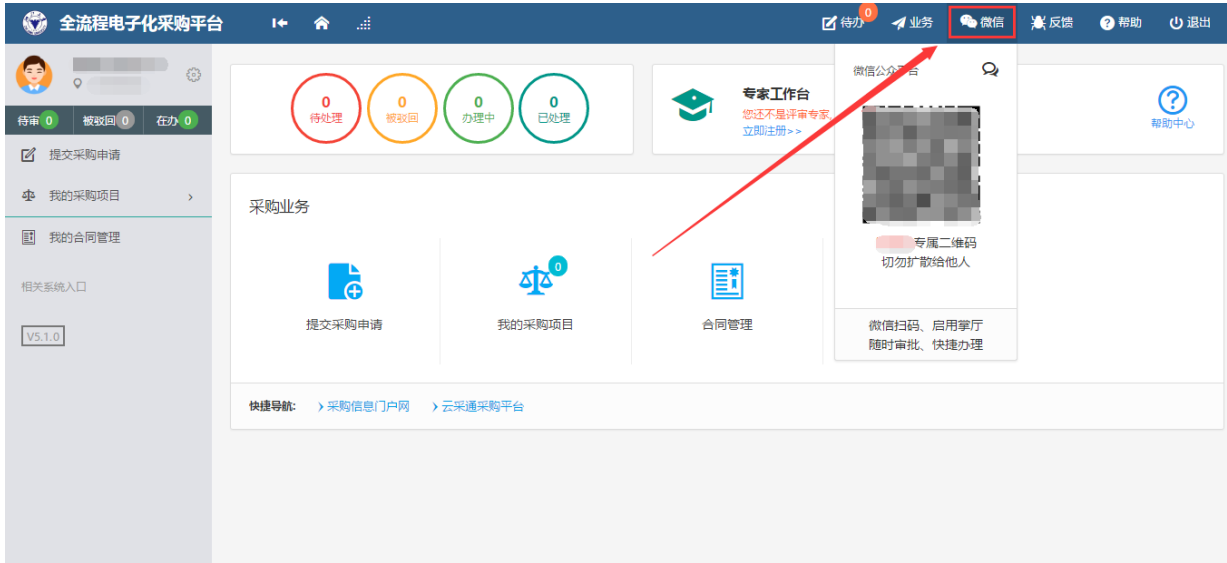 全流程电子化采购平台
0
待办
业务
微信
反馈
帮助
退出
待审 0
被驳回 0
在办 0
提交采购申请
我的采购项目
我的合同管理
相关系统入口
V5.1.0
0
待处理
0
被驳回
0
办理中
0
已处理
专家工作台
您还不是评审专家,
立即注册>>
帮助中心
微信公众平台
专属二维码
切勿扩散给他人
微信扫码、启用掌厅
随时审批、快捷办理
采购业务
提交采购申请
0
我的采购项目
合同管理
快捷导航:
采购信息门户网
云采通采购平台